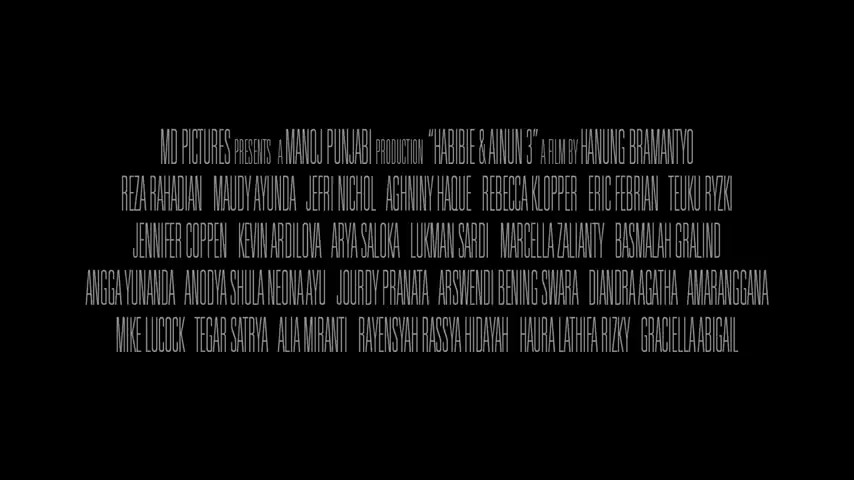 MD PICTURES PRESENTS A MANOJ PUNJABI PRODUCTION "HABIBIE & AINUN 3" A FILM BY HANUNG BRAMANTYO
REZA RAHADIAN MAUDY AYUNDA JEFRI NICHOL AGHNINY HAQUE REBECCA KLOPPER ERIC FEBRIAN TEUKU RYZKI
JENNIFER COPPEN KEVIN ARDILOVA ARYA SALOKA LUKMAN SARDI MARCELLA ZALIANTY BASMALAH GRALIND
ANGGA YUNANDA ANODYA SHULA NEONA AYU JOURDY PRANATA ARSWENDI BENING SWARA DIANDRA AGATHA AMARANGGANA
MIKE LUCOCK TEGAR SATRYA ALIA MIRANTI RAYENSYAH RASSYA HIDAYAH HAURA LATHIFA RIZKY GRACIELLA ABIGAIL